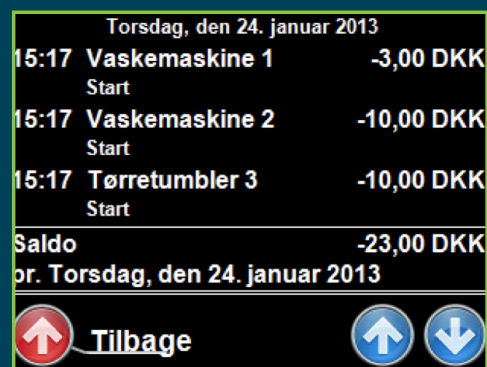 Torsdag, den 24. januar 2013
15:17 Vaskemaskine 1 -3,00 DKK
Start
15:17 Vaskemaskine 2 -10,00 DKK
Start
15:17 Tørretumbler 3 -10,00 DKK
Start
Saldo -23,00 DKK
pr. Torsdag, den 24. januar 2013
Tilbage